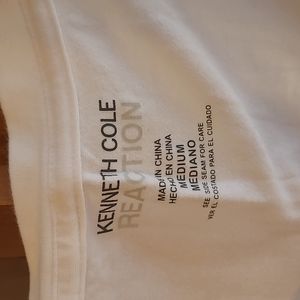 KENNETH COLE
REACTION
MADE IN CHINA
HECHO EN CHINA
MEDIUM
MEDIANO
SEE SIDE SEAM FOR CARE
VER EL COSTADO PARA EL CUIDADO